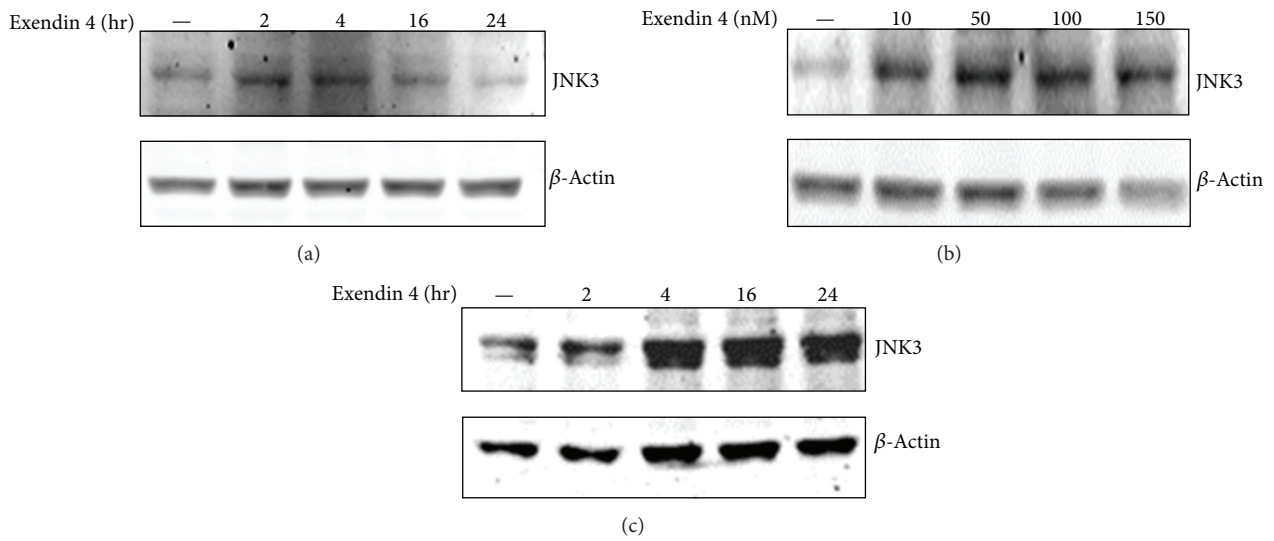 Exendin 4 (hr) — 2 4 16 24
JNK3
β-Actin
(a)
Exendin 4 (nM) — 10 50 100 150
JNK3
β-Actin
(b)
Exendin 4 (hr) — 2 4 16 24
JNK3
β-Actin
(c)